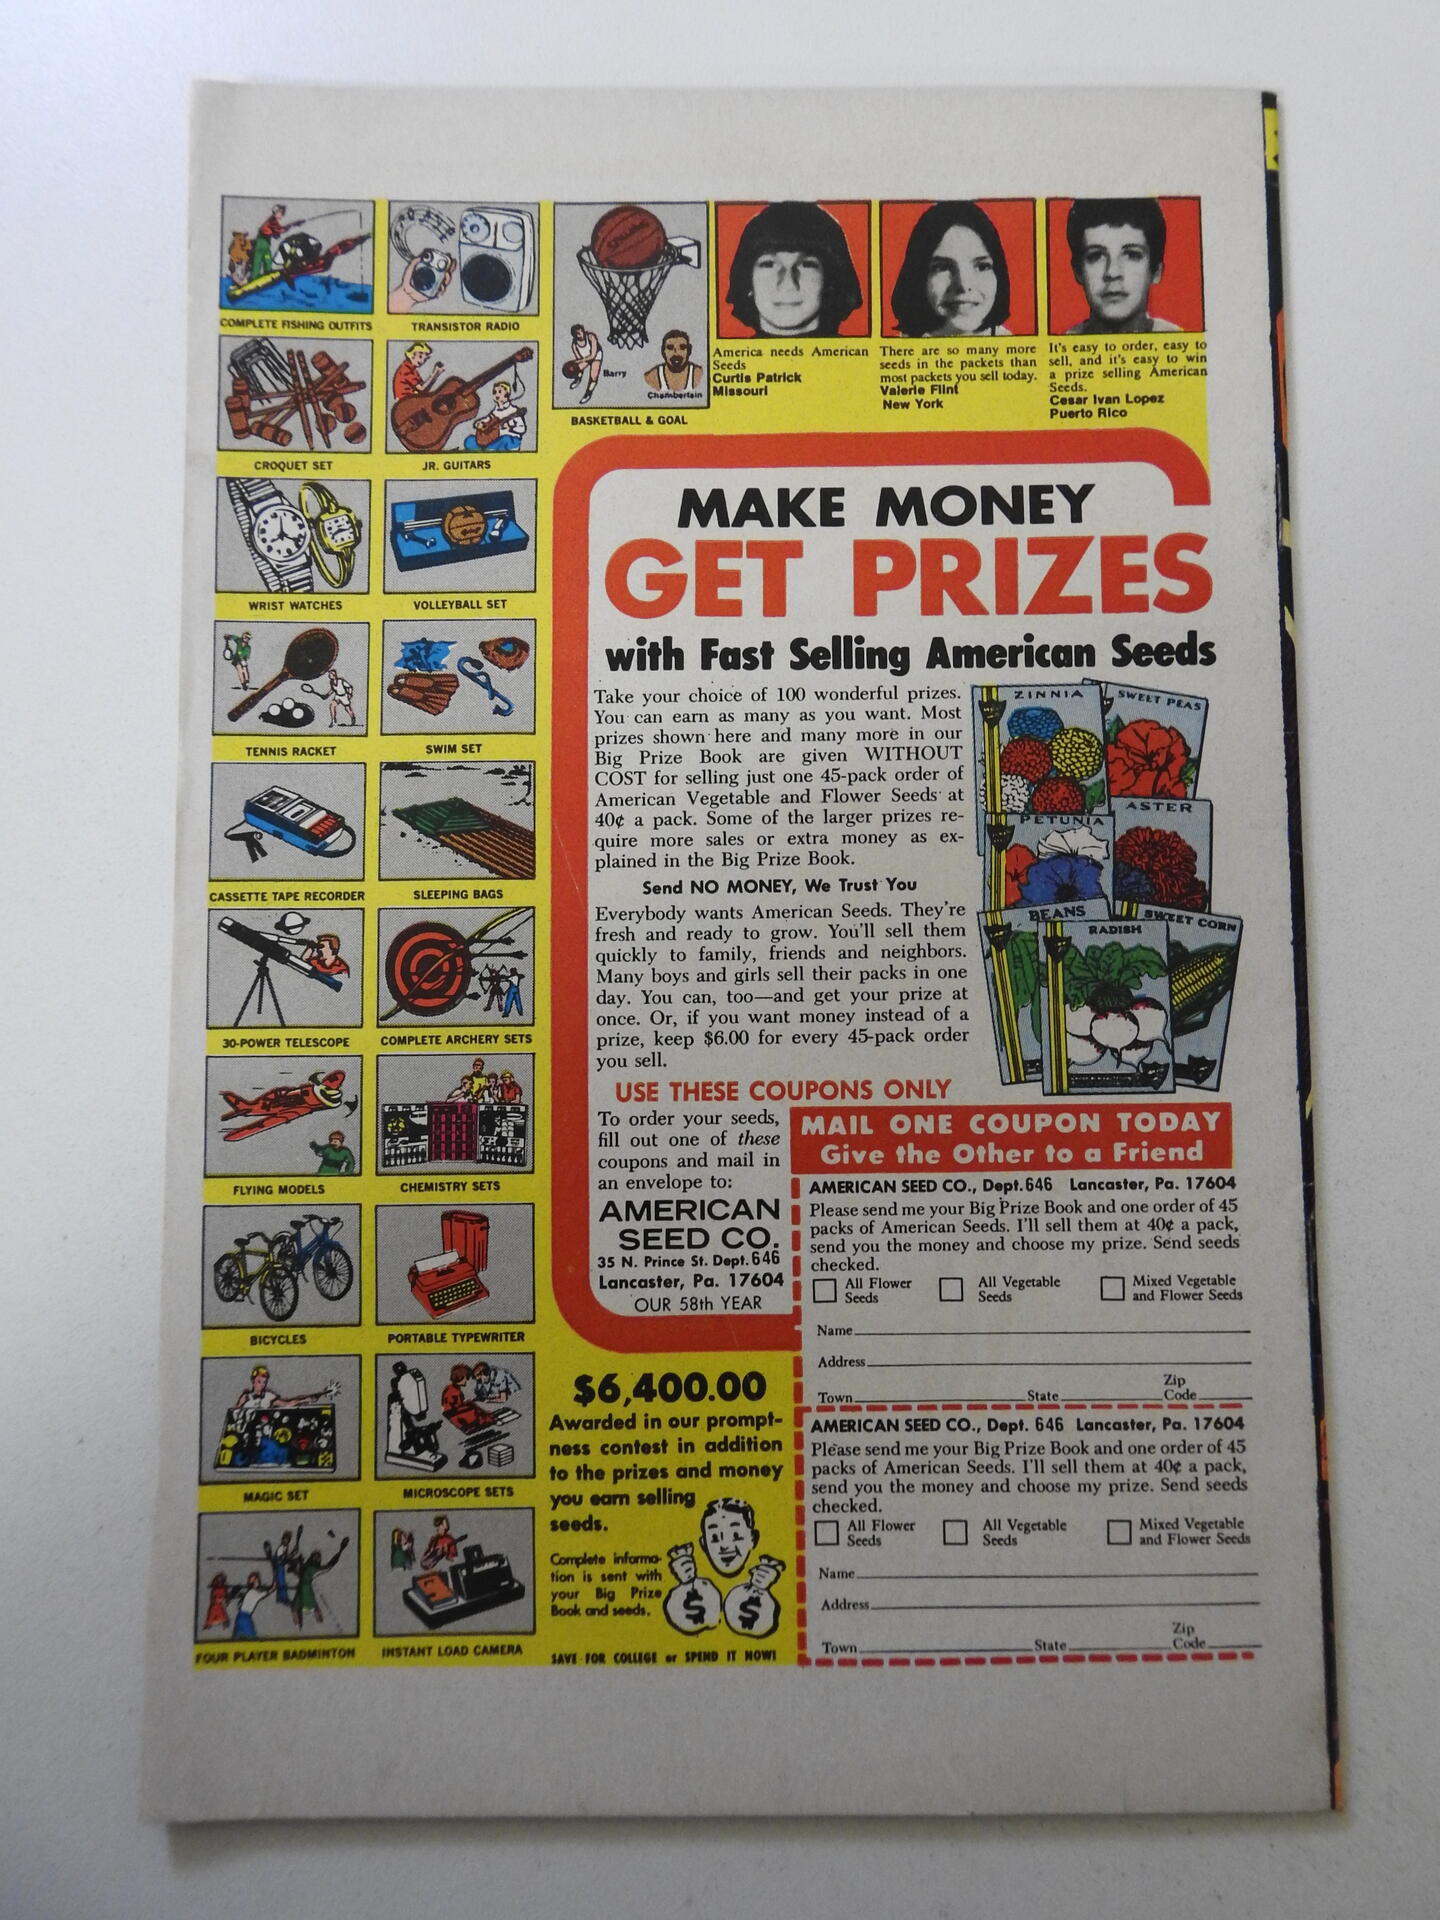 COMPLETE FISHING OUTFITS
TRANSISTOR RADIO
CROQUET SET
JR. GUITARS
WRIST WATCHES
VOLLEYBALL SET
TENNIS RACKET
SWIM SET
CASSETTE TAPE RECORDER
SLEEPING BAGS
30-POWER TELESCOPE
COMPLETE ARCHERY SETS
FLYING MODELS
CHEMISTRY SETS
BICYCLES
PORTABLE TYPEWRITER
MAGIC SET
MICROSCOPE SETS
FOUR PLAYER BADMINTON
INSTANT LOAD CAMERA
Barry
Chamberlain
BASKETBALL & GOAL
America needs American
Seeds
Curtis Patrick
Missouri
There are so many more
seeds in the packets than
most packets you sell today.
Valerie Flint
New York
It's easy to order, easy to
sell, and it's easy to win
a prize selling American
Seeds.
Cesar Ivan Lopez
Puerto Rico
MAKE MONEY
GET PRIZES
with Fast Selling American Seeds
Take your choice of 100 wonderful prizes.
You can earn as many as you want. Most
prizes shown here and many more in our
Big Prize Book are given WITHOUT
COST for selling just one 45-pack order of
American Vegetable and Flower Seeds at
40¢ a pack. Some of the larger prizes re-
quire more sales or extra money as ex-
plained in the Big Prize Book.
Send NO MONEY, We Trust You
Everybody wants American Seeds. They're
fresh and ready to grow. You'll sell them
quickly to family, friends and neighbors.
Many boys and girls sell their packs in one
day. You can, too—and get your prize at
once. Or, if you want money instead of a
prize, keep $6.00 for every 45-pack order
you sell.
ZINNIA
SWEET PEAS
PETUNIA
ASTER
BEANS
RADISH
SWEET CORN
USE THESE COUPONS ONLY
To order your seeds,
fill out one of these
coupons and mail in
an envelope to:
AMERICAN
SEED CO.
35 N. Prince St. Dept. 646
Lancaster, Pa. 17604
OUR 58th YEAR
$6,400.00
Awarded in our prompt-
ness contest in addition
to the prizes and money
you earn selling
seeds.
Complete informa-
tion is sent with
your Big Prize
Book and seeds.
$ $
SAVE FOR COLLEGE or SPEND IT NOW!
MAIL ONE COUPON TODAY
Give the Other to a Friend
AMERICAN SEED CO., Dept. 646 Lancaster, Pa. 17604
Please send me your Big Prize Book and one order of 45
packs of American Seeds. I'll sell them at 40¢ a pack,
send you the money and choose my prize. Send seeds
checked.
All Flower Seeds
All Vegetable Seeds
Mixed Vegetable and Flower Seeds
Name
Address
Town State Zip Code
AMERICAN SEED CO., Dept. 646 Lancaster, Pa. 17604
Please send me your Big Prize Book and one order of 45
packs of American Seeds. I'll sell them at 40¢ a pack,
send you the money and choose my prize. Send seeds
checked.
All Flower Seeds
All Vegetable Seeds
Mixed Vegetable and Flower Seeds
Name
Address
Town State Zip Code